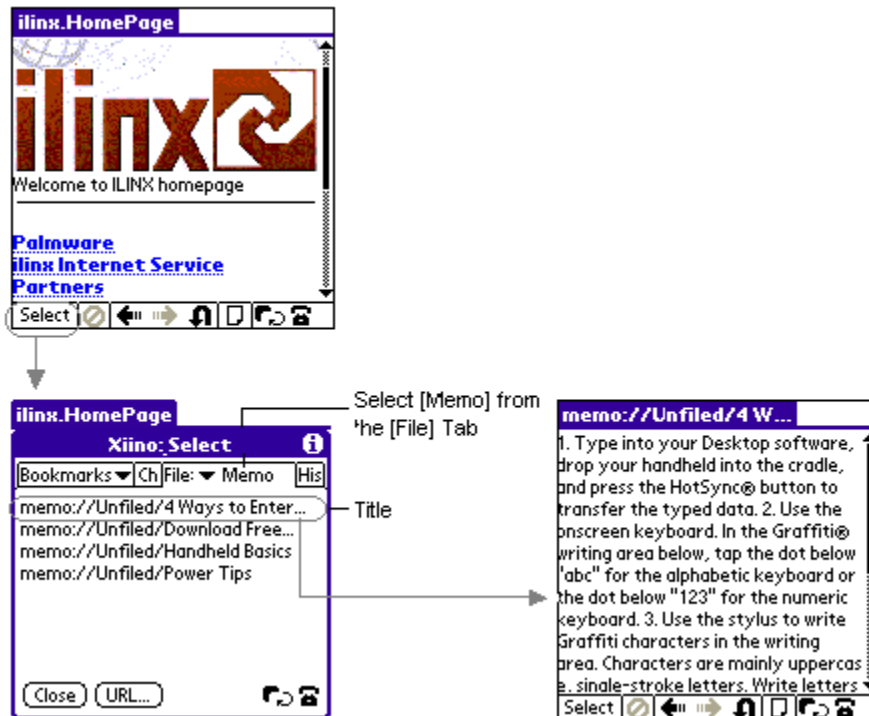 ilinx.HomePage
ilinx
Welcome to ILINX homepage
Palmware
ilinx Internet Service
Partners
Select
ilinx.HomePage
Xiino:Select
Bookmarks Ch File: Memo His
memo://Unfiled/4 Ways to Enter...
memo://Unfiled/Download Free...
memo://Unfiled/Handheld Basics
memo://Unfiled/Power Tips
Close URL...
Select [Memo] from
the [File] Tab
Title
memo://Unfiled/4 W...
1. Type into your Desktop software,
drop your handheld into the cradle,
and press the HotSync® button to
transfer the typed data. 2. Use the
onscreen keyboard. In the Graffiti®
writing area below, tap the dot below
"abc" for the alphabetic keyboard or
the dot below "123" for the numeric
keyboard. 3. Use the stylus to write
Graffiti characters in the writing
area. Characters are mainly uppercas
e, single-stroke letters. Write letters
Select